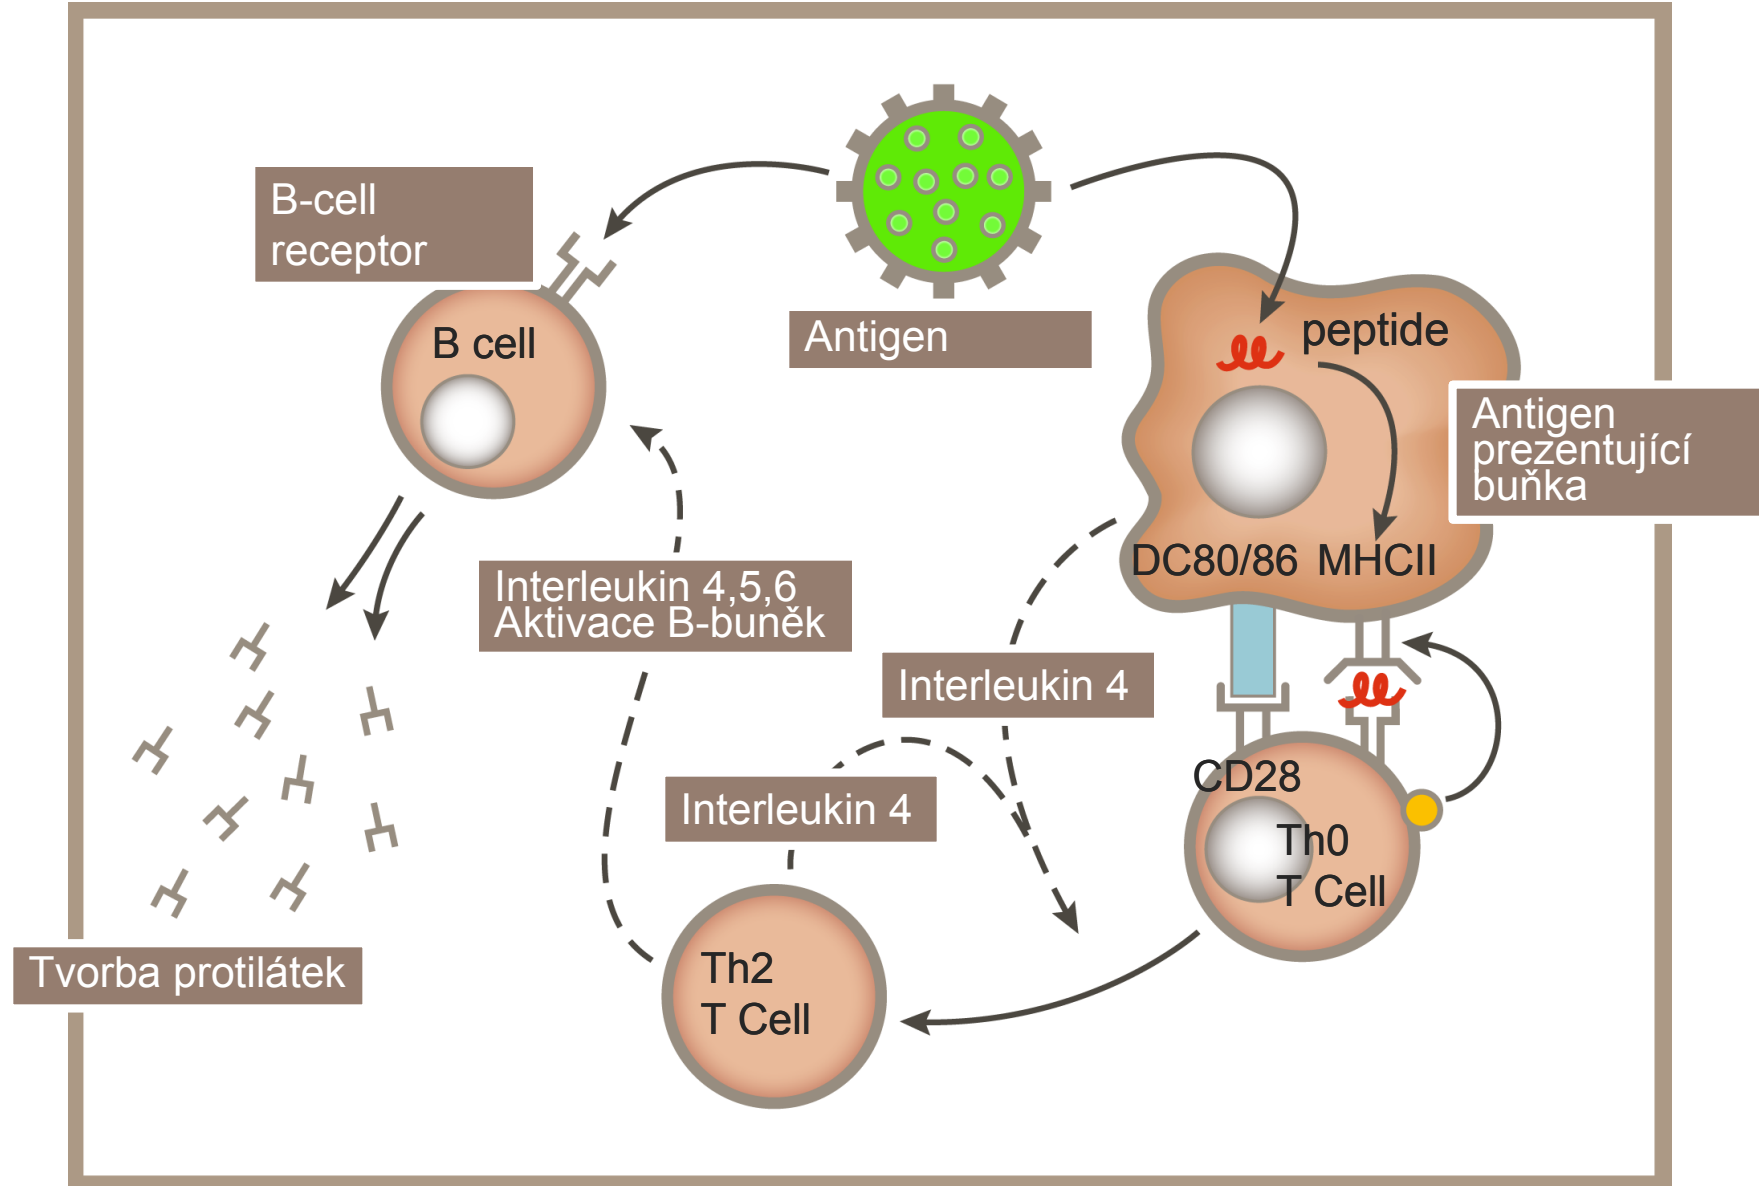 B-cell
receptor
B cell
Antigen
peptide
Antigen
prezentující
buňka
DC80/86 MHCII
Interleukin 4,5,6
Aktivace B-buněk
Interleukin 4
CD28
Interleukin 4
Th0
T Cell
Tvorba protilátek
Th2
T Cell